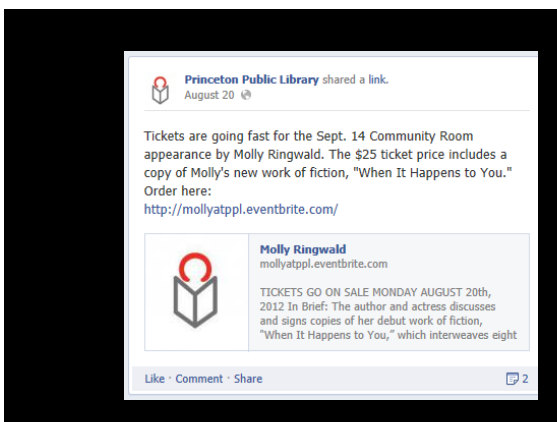 Princeton Public Library shared a link.
August 20
Tickets are going fast for the Sept. 14 Community Room
appearance by Molly Ringwald. The $25 ticket price includes a
copy of Molly's new work of fiction, "When It Happens to You."
Order here:
http://mollyatppl.eventbrite.com/
Molly Ringwald
mollyatppl.eventbrite.com
TICKETS GO ON SALE MONDAY AUGUST 20th,
2012 In Brief: The author and actress discusses
and signs copies of her debut work of fiction,
"When It Happens to You," which interweaves eight
Like · Comment · Share
2